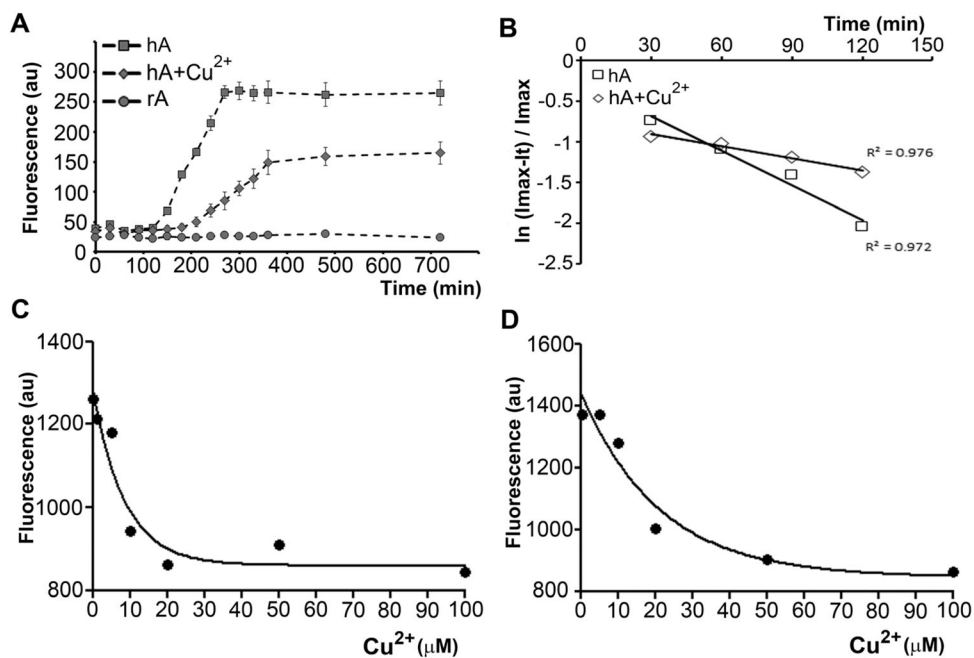 A
hA
hA+Cu²⁺
rA
Fluorescence (au)
300
250
200
150
100
50
0
0 100 200 300 400 500 600 700
Time (min)
B
Time (min)
0 30 60 90 120 150
ln (Imax-It) / Imax
0
-0.5
-1
-1.5
-2
-2.5
hA
hA+Cu²⁺
R² = 0.976
R² = 0.972
C
Fluorescence (au)
1400
1200
1000
800
0 10 20 30 40 50 60 70 80 90 100
Cu²⁺ (μM)
D
Fluorescence (au)
1600
1400
1200
1000
800
0 10 20 30 40 50 60 70 80 90 100
Cu²⁺ (μM)